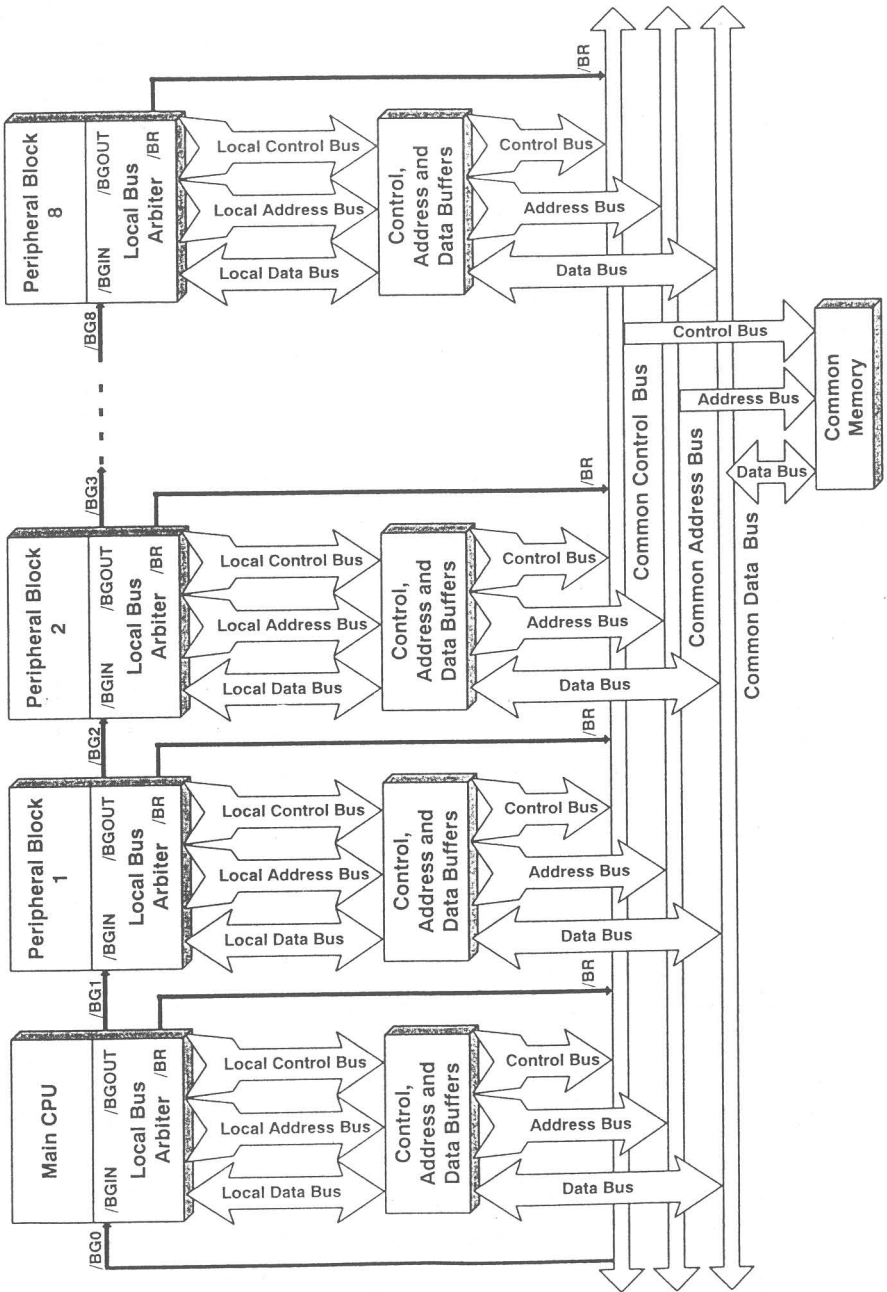 Main CPU
/BGIN
/BGOUT
Local Bus
Arbiter
/BR
/BG0
/BG1
/BR
Local Data Bus
Local Address Bus
Local Control Bus
Control,
Address and
Data Buffers
Data Bus
Address Bus
Control Bus
Peripheral Block
1
/BGIN
/BGOUT
Local Bus
Arbiter
/BR
/BG2
/BR
Local Data Bus
Local Address Bus
Local Control Bus
Control,
Address and
Data Buffers
Data Bus
Address Bus
Control Bus
Peripheral Block
2
/BGIN
/BGOUT
Local Bus
Arbiter
/BR
/BG3
/BR
Local Data Bus
Local Address Bus
Local Control Bus
Control,
Address and
Data Buffers
Data Bus
Address Bus
Control Bus
/BG8
Peripheral Block
8
/BGIN
/BGOUT
Local Bus
Arbiter
/BR
/BR
Local Data Bus
Local Address Bus
Local Control Bus
Control,
Address and
Data Buffers
Data Bus
Address Bus
Control Bus
Common Control Bus
Common Address Bus
Common Data Bus
Data Bus
Address Bus
Control Bus
Common
Memory